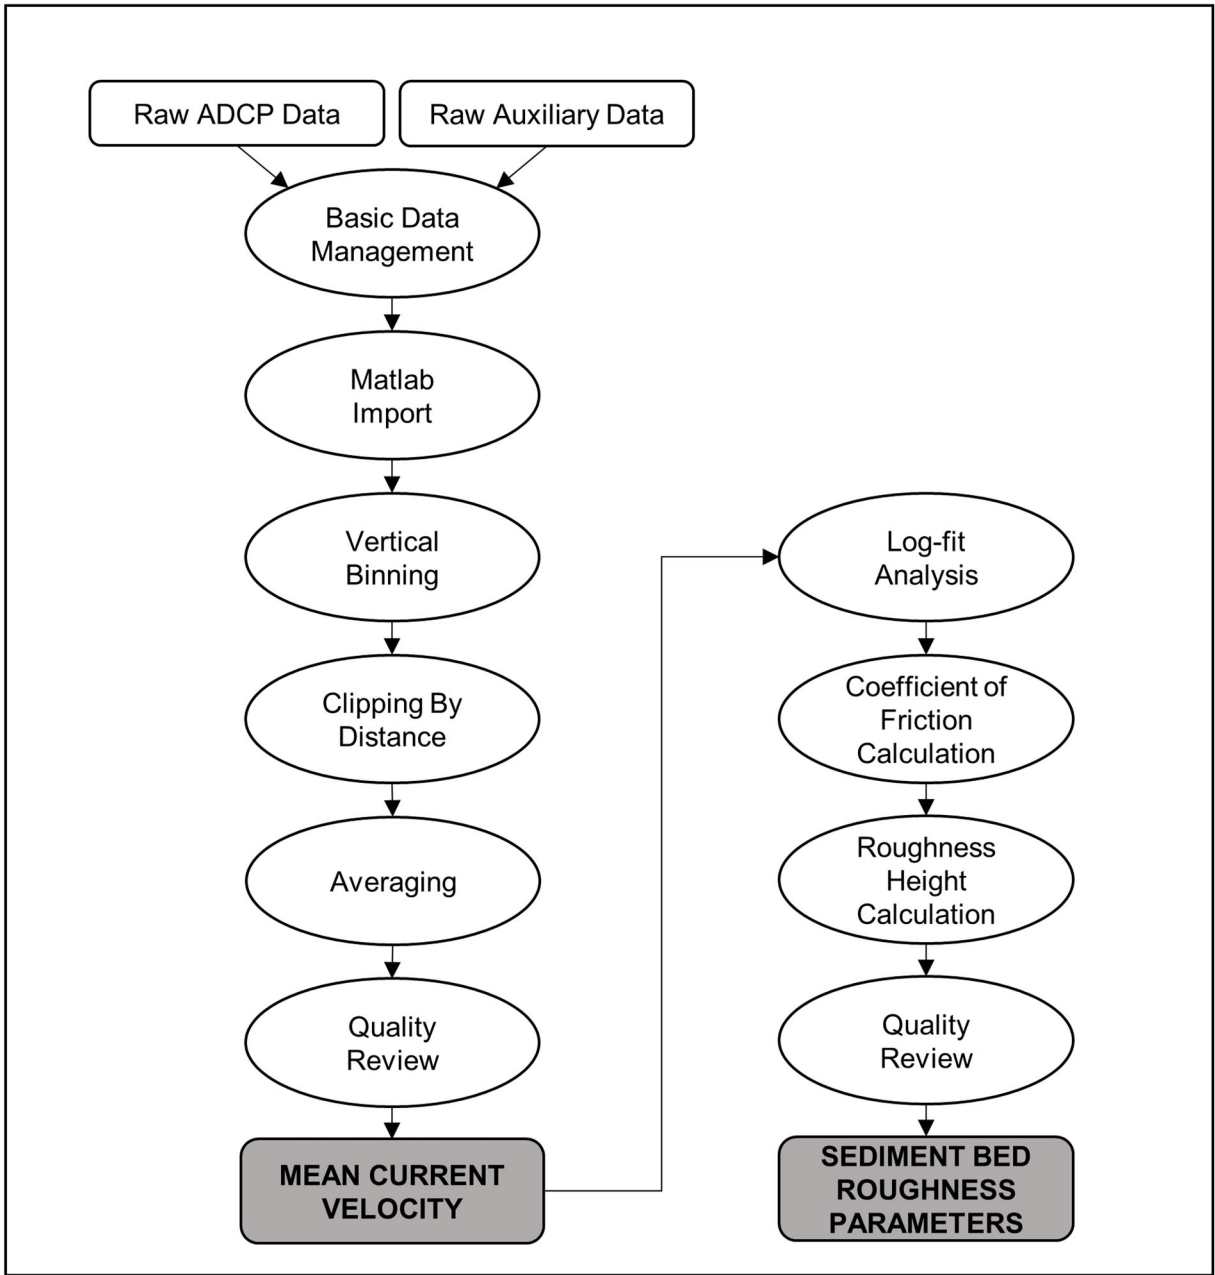 Raw ADCP Data
Raw Auxiliary Data
Basic Data
Management
Matlab
Import
Vertical
Binning
Clipping By
Distance
Averaging
Quality
Review
MEAN CURRENT
VELOCITY
Log-fit
Analysis
Coefficient of
Friction
Calculation
Roughness
Height
Calculation
Quality
Review
SEDIMENT BED
ROUGHNESS
PARAMETERS